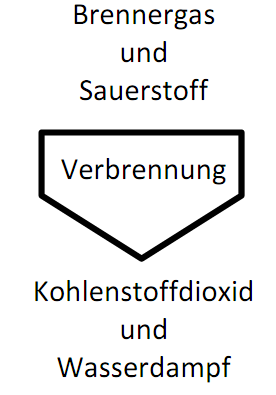 Brennergas
und
Sauerstoff
Verbrennung
Kohlenstoffdioxid
und
Wasserdampf